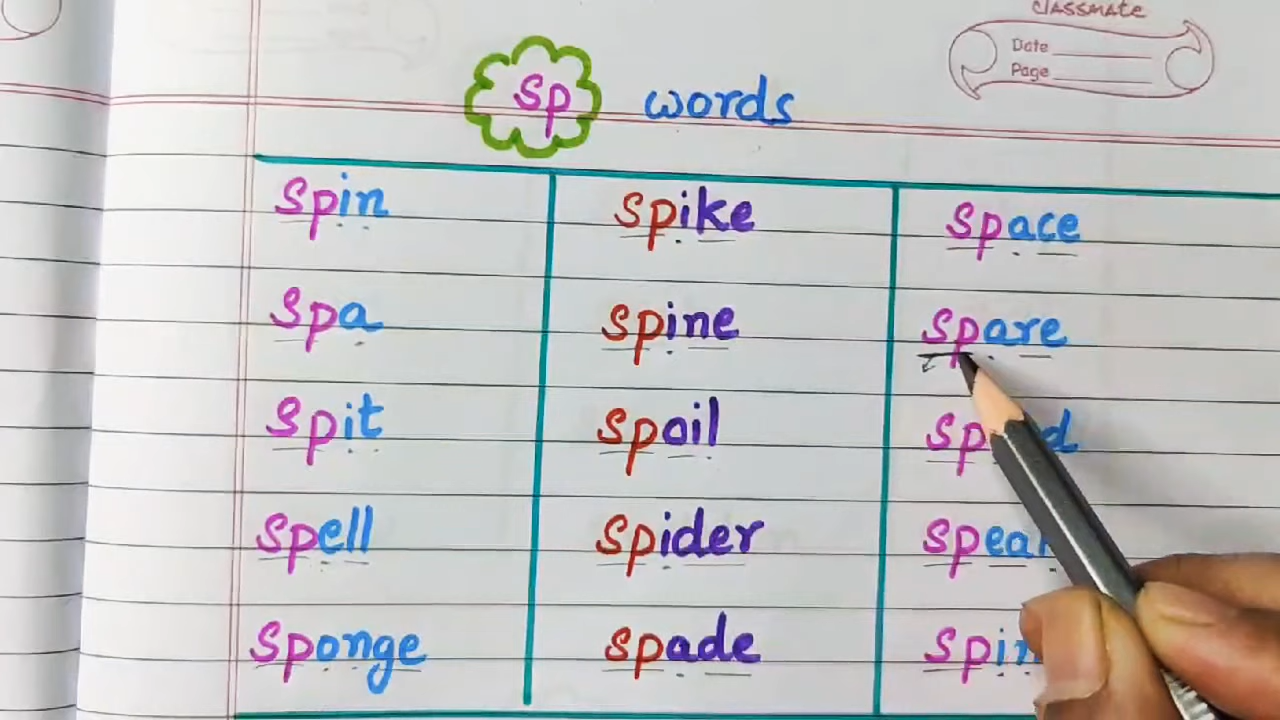 classmate
Date
Page
sp words
spin spike space
spa spine spare
spit spoil
spell spider
sponge spade